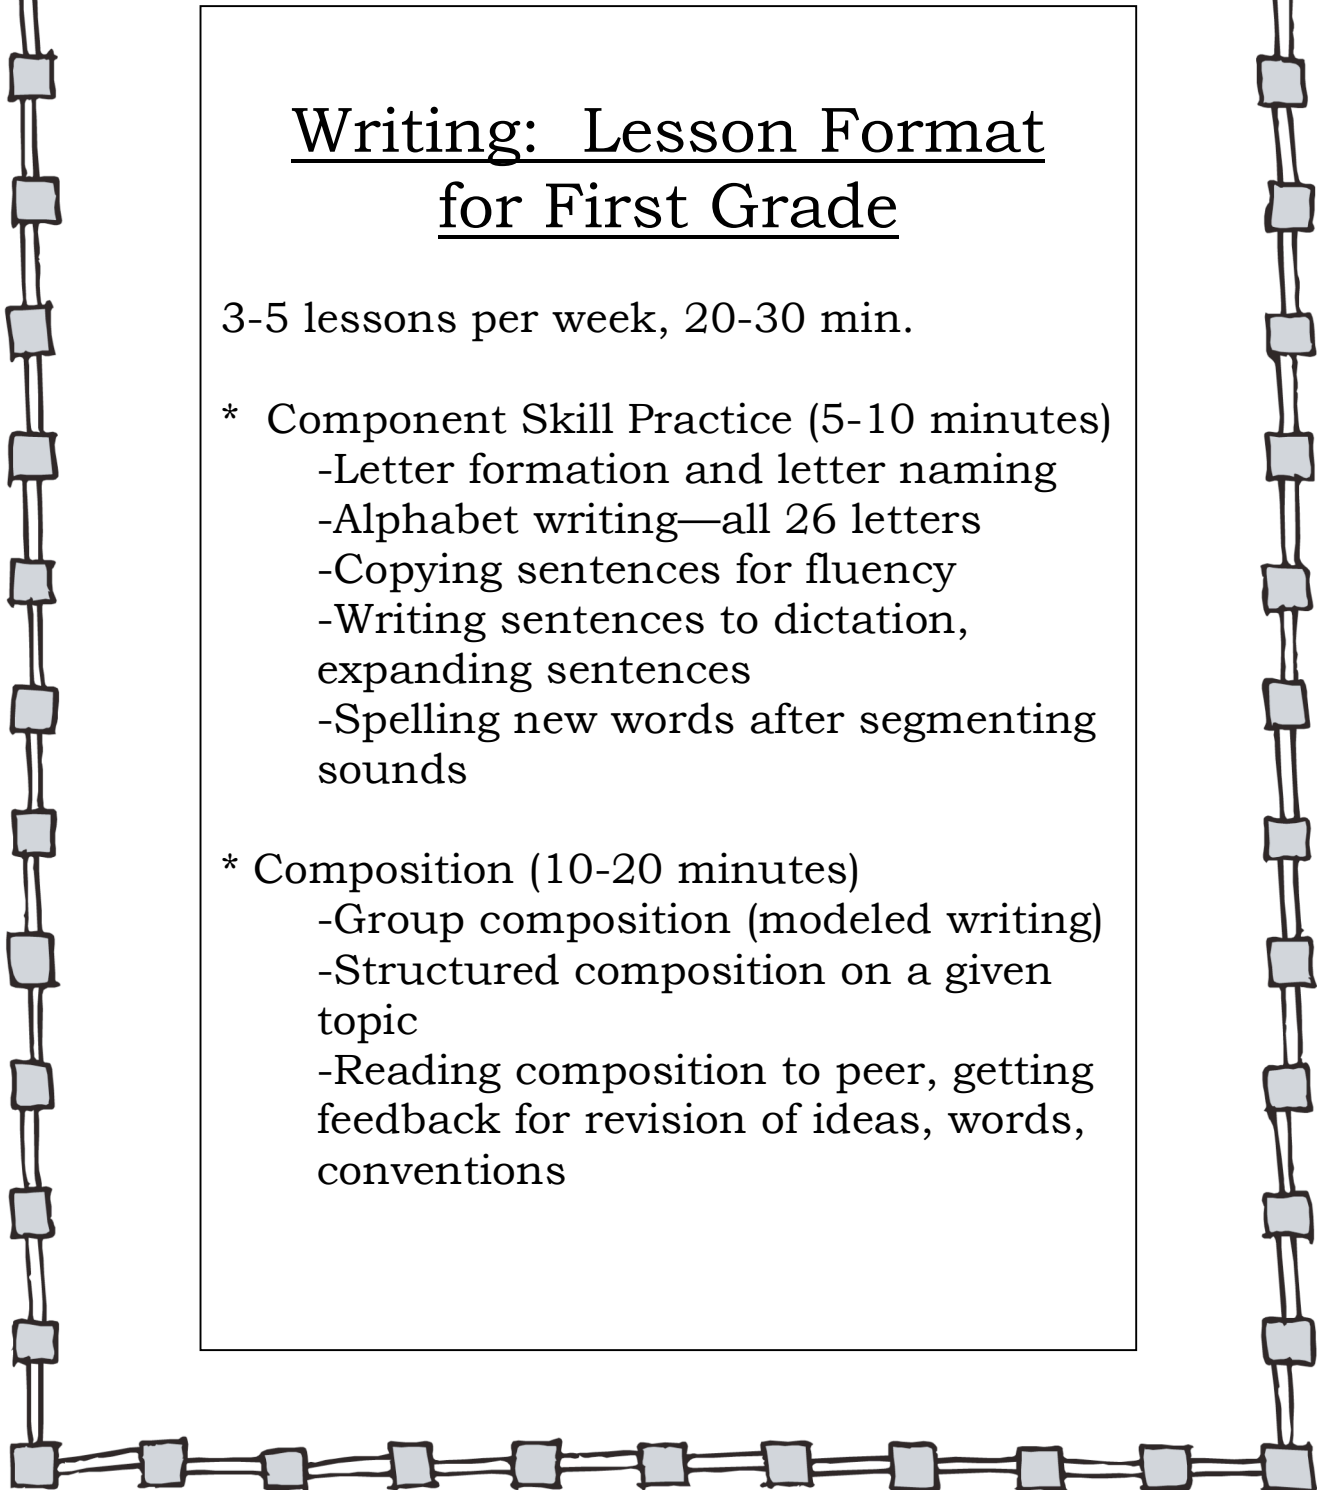 Writing:  Lesson Format
for First Grade
3-5 lessons per week, 20-30 min.
*  Component Skill Practice (5-10 minutes)
-Letter formation and letter naming
-Alphabet writing—all 26 letters
-Copying sentences for fluency
-Writing sentences to dictation,
expanding sentences
-Spelling new words after segmenting
sounds
* Composition (10-20 minutes)
-Group composition (modeled writing)
-Structured composition on a given
topic
-Reading composition to peer, getting
feedback for revision of ideas, words,
conventions